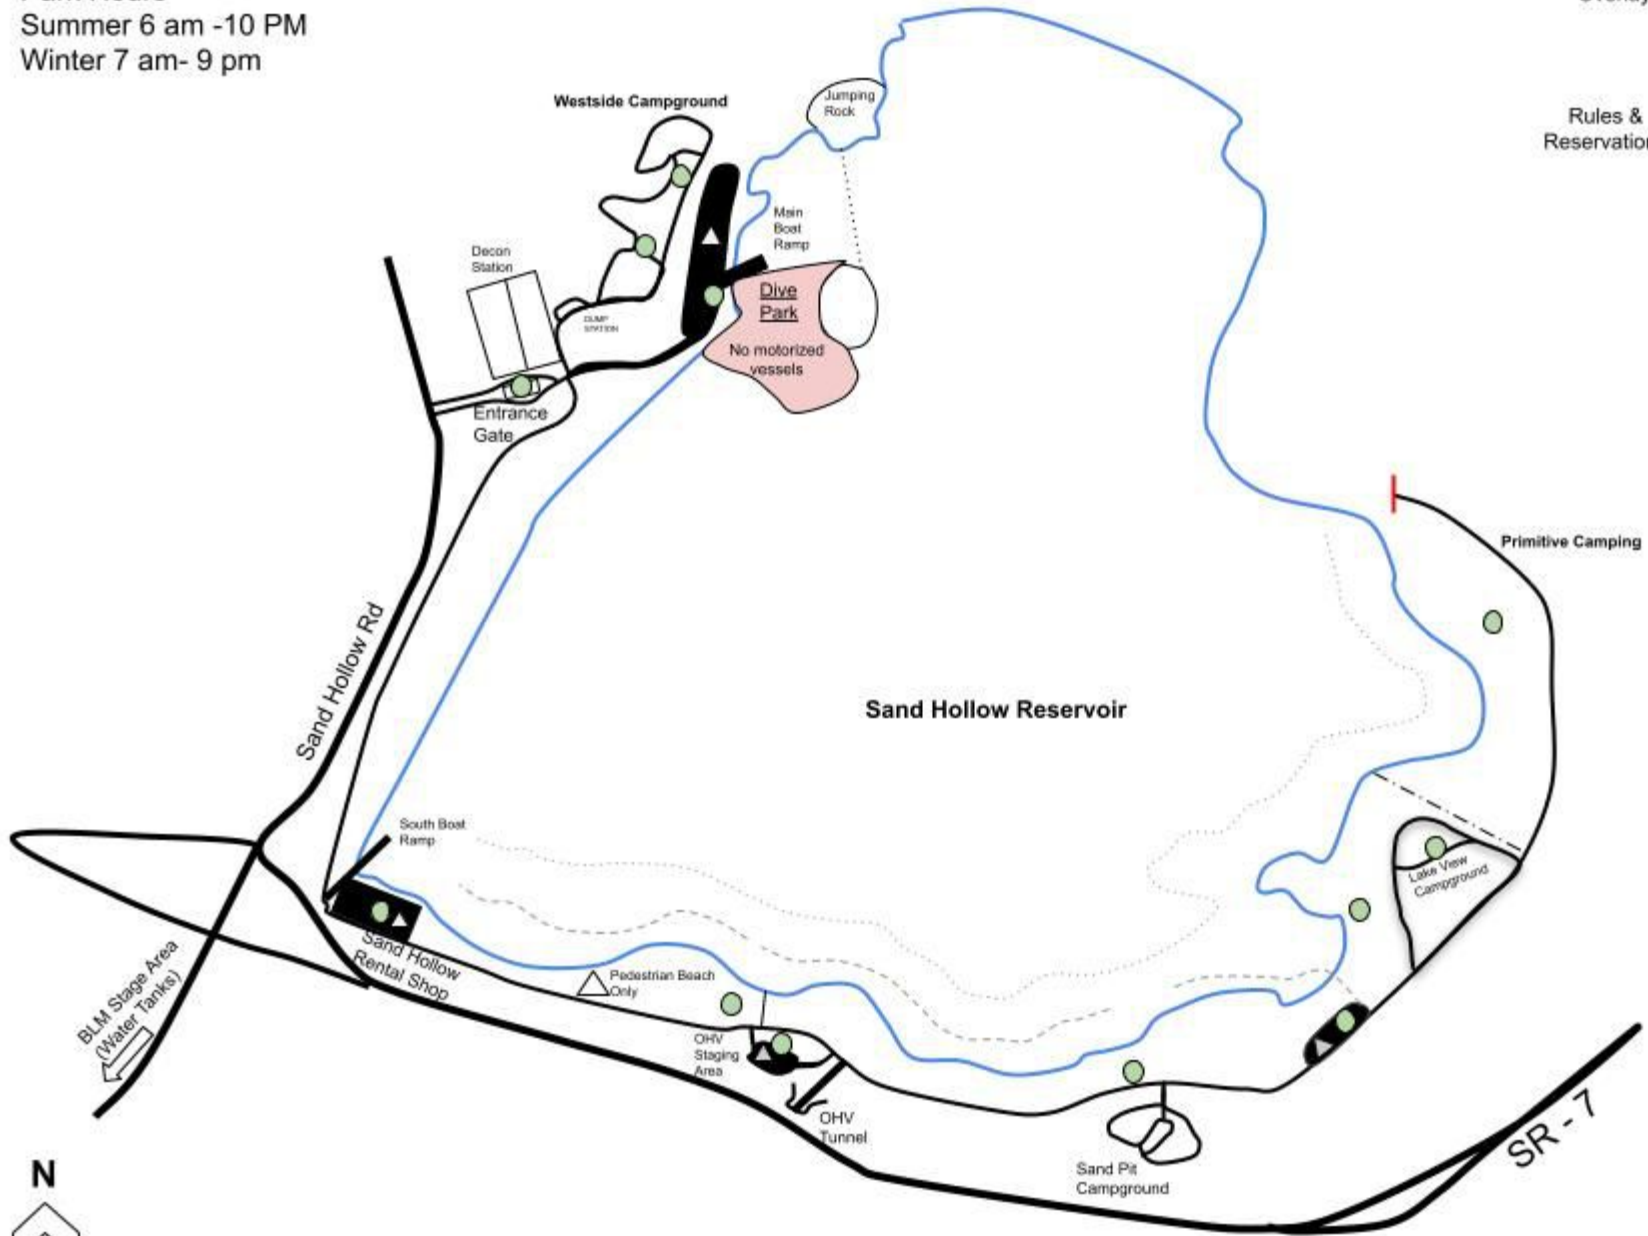 Summer 6 am -10 PM
Winter 7 am- 9 pm
Rules &
Westside Campground
Jumping
Rock
Main
Boat
Ramp
Decon
Station
DUMP
STATION
Dive
Park
No motorized
vessels
Entrance
Gate
Primitive Camping
Sand Hollow Rd
Sand Hollow Reservoir
South Boat
Ramp
Lake View
Campground
Sand Hollow
Rental Shop
Pedestrian Beach
Only
BLM Stage Area
(Water Tanks)
OHV
Staging
Area
OHV
Tunnel
Sand Pit
Campground
SR - 7
N